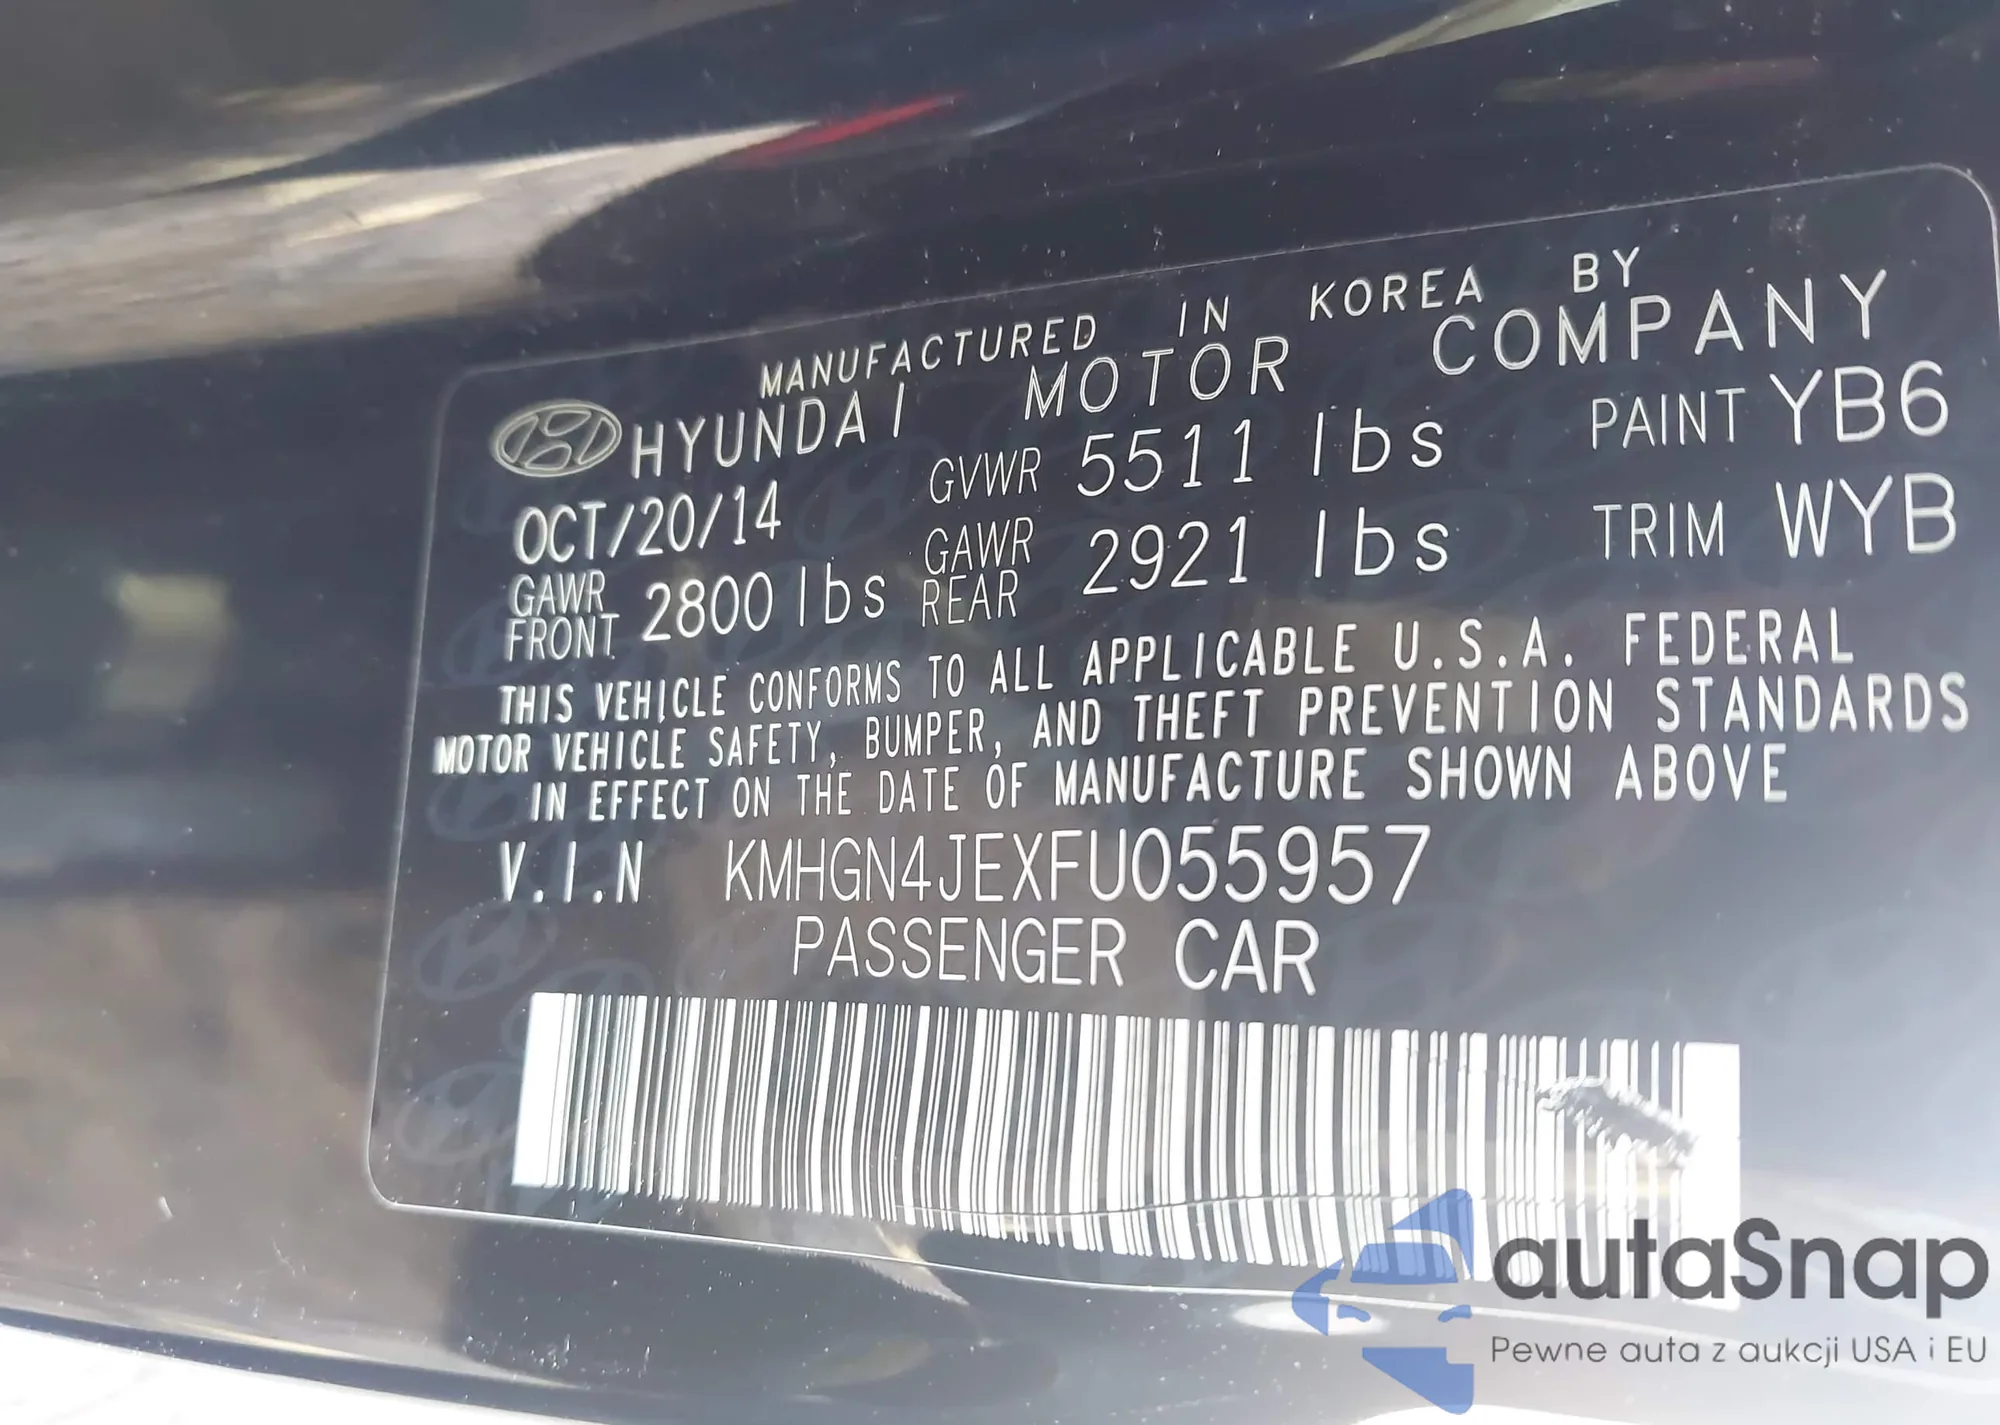 MANUFACTURED IN KOREA BY
HYUNDAI MOTOR COMPANY
OCT/20/14 GVWR 5511 lbs PAINT YB6
GAWR FRONT 2800 lbs GAWR REAR 2921 lbs TRIM WYB
THIS VEHICLE CONFORMS TO ALL APPLICABLE U.S.A. FEDERAL
MOTOR VEHICLE SAFETY, BUMPER, AND THEFT PREVENTION STANDARDS
IN EFFECT ON THE DATE OF MANUFACTURE SHOWN ABOVE
V.I.N KMHGN4JEXFU055957
PASSENGER CAR
autaSnap
Pewne auta z aukcji USA i EU